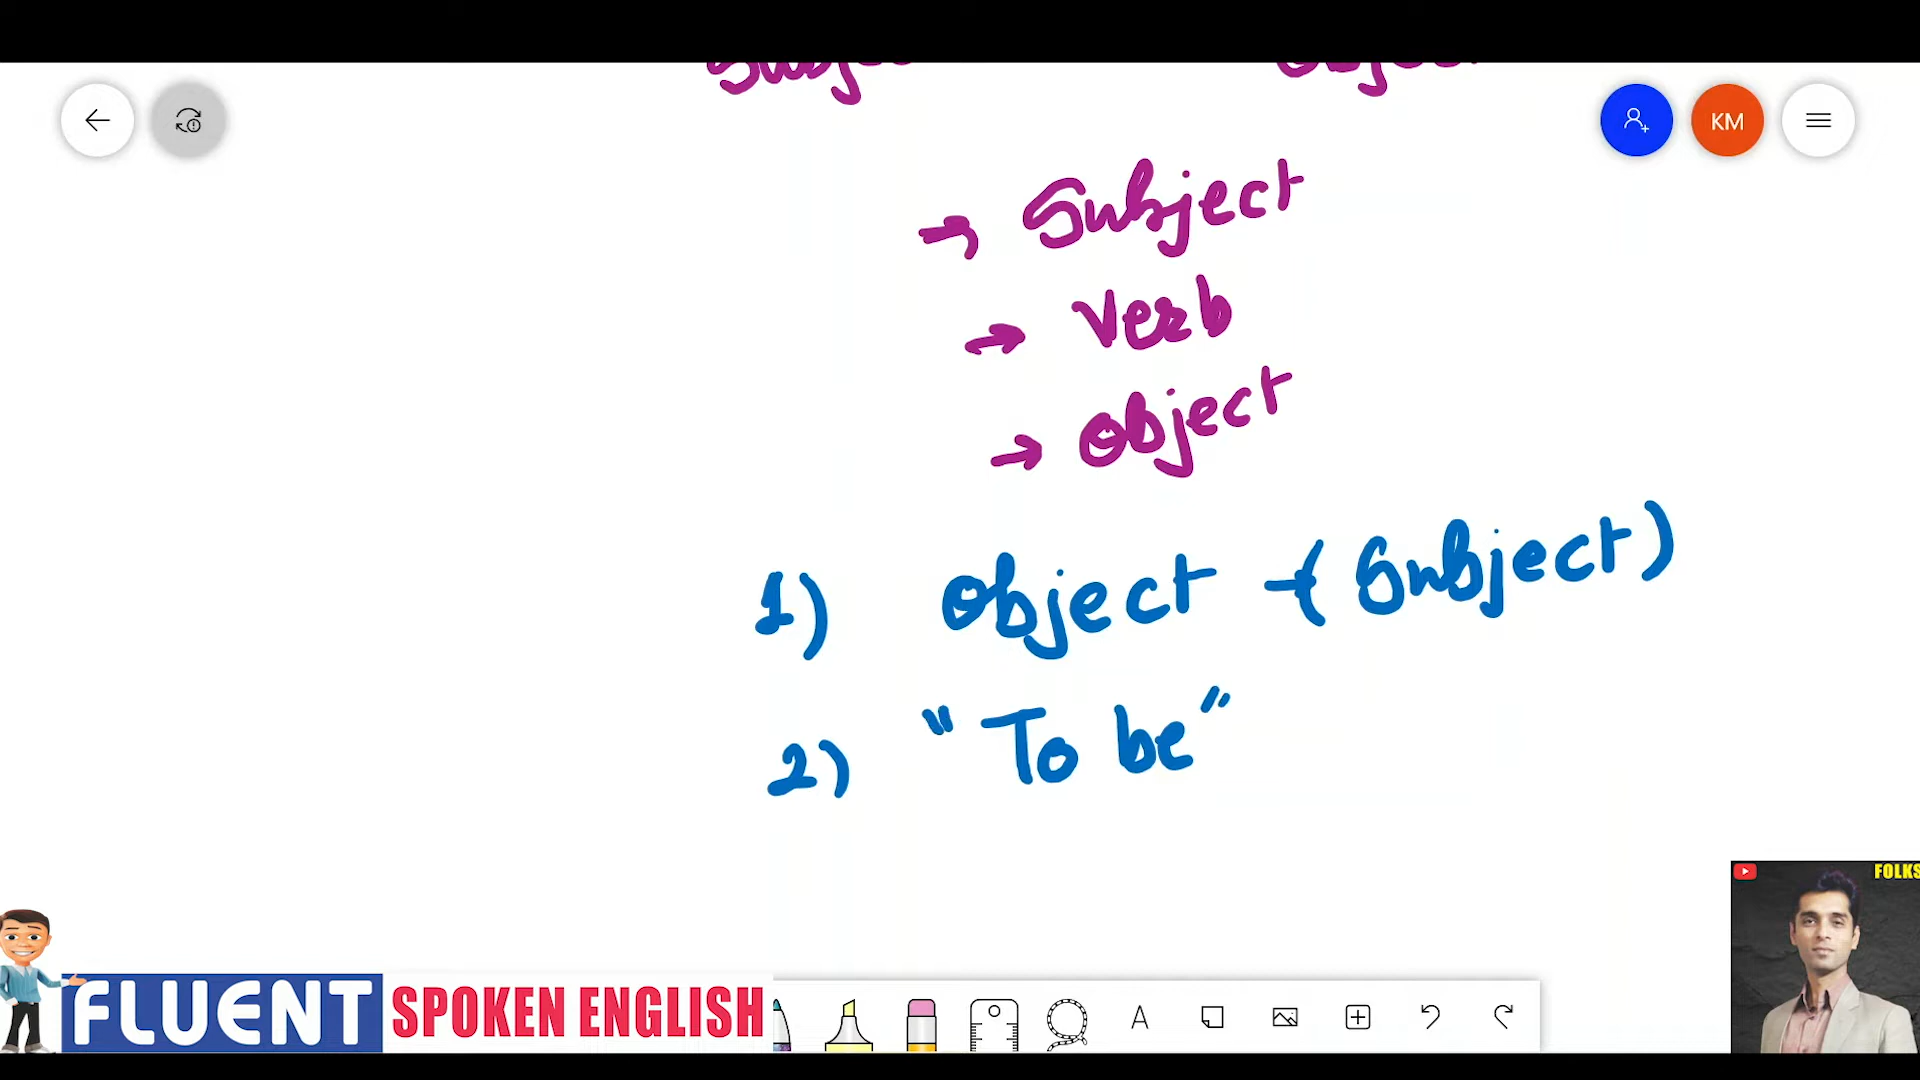 KM
→ Subject
→ Verb
→ Object
1) Object - (Subject)
2) "To be"
FOLKS
FLUENT SPOKEN ENGLISH
A